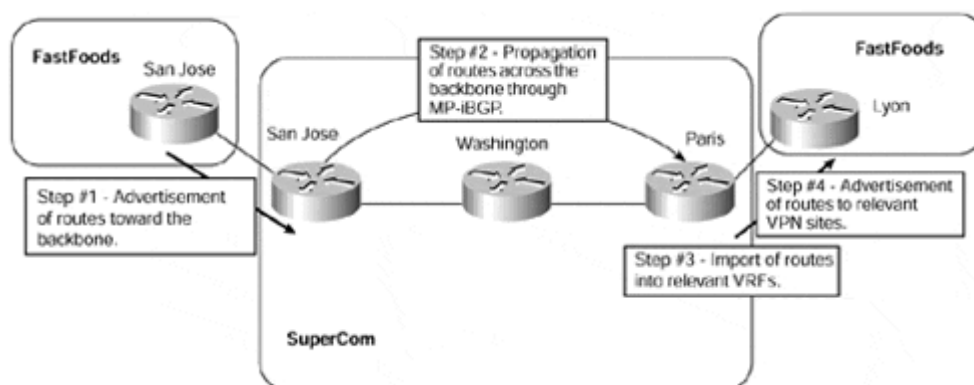 FastFoods
San Jose
Step #1 - Advertisement
of routes toward the
backbone.
San Jose
Step #2 - Propagation
of routes across the
backbone through
MP-iBGP.
Washington
Paris
FastFoods
Lyon
Step #4 - Advertisement
of routes to relevant
VPN sites.
Step #3 - Import of routes
into relevant VRFs.
SuperCom